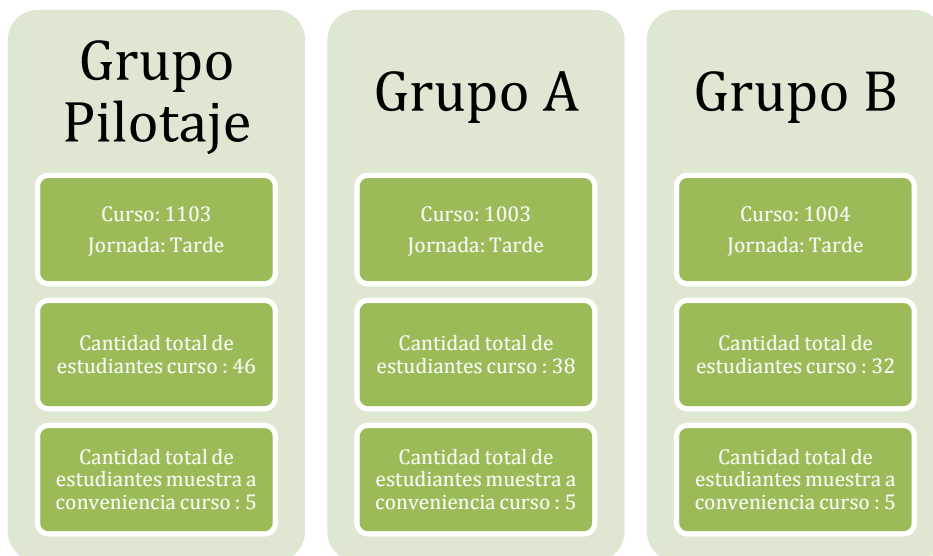 Grupo
Pilotaje
Curso: 1103
Jornada: Tarde
Cantidad total de
estudiantes curso : 46
Cantidad total de
estudiantes muestra a
conveniencia curso : 5
Grupo A
Curso: 1003
Jornada: Tarde
Cantidad total de
estudiantes curso : 38
Cantidad total de
estudiantes muestra a
conveniencia curso : 5
Grupo B
Curso: 1004
Jornada: Tarde
Cantidad total de
estudiantes curso : 32
Cantidad total de
estudiantes muestra a
conveniencia curso : 5